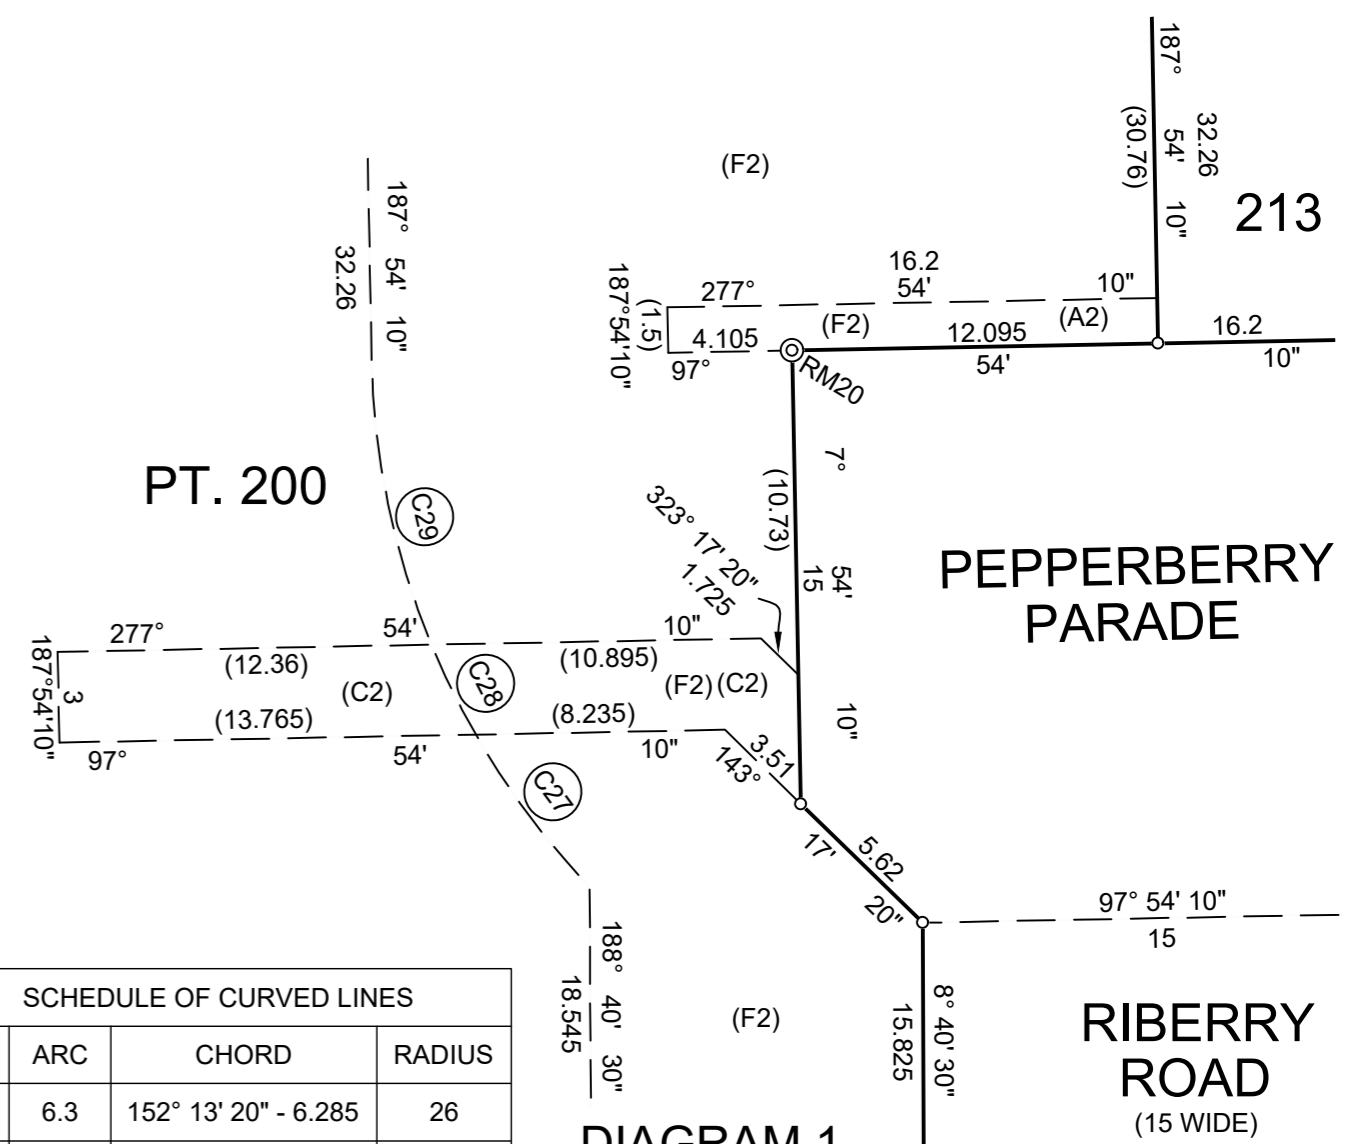 187° 54' 10"
32.26
(30.76)
213
(F2)
187° 54' 10"
32.26
16.2
277° 54' 10"
187°54'10"
(1.5)
4.105
(F2)
12.095
(A2)
16.2
97° 54' 10"
RM20
PT. 200
C29
7° 54' 10"
(10.73)
15
323° 17' 20"
1.725
PEPPERBERRY
PARADE
277° 54' 10"
(12.36)
(10.895)
187°54'10"
3
(C2)
C28
(F2)
(C2)
(13.765)
(8.235)
97° 54' 10"
3.51
143° 17' 20"
C27
5.62
97° 54' 10"
15
188° 40' 30"
18.545
(F2)
8° 40' 30"
15.825
RIBERRY
ROAD
(15 WIDE)
SCHEDULE OF CURVED LINES
ARC CHORD RADIUS
6.3 152° 13' 20" - 6.285 26
DIAGRAM 1